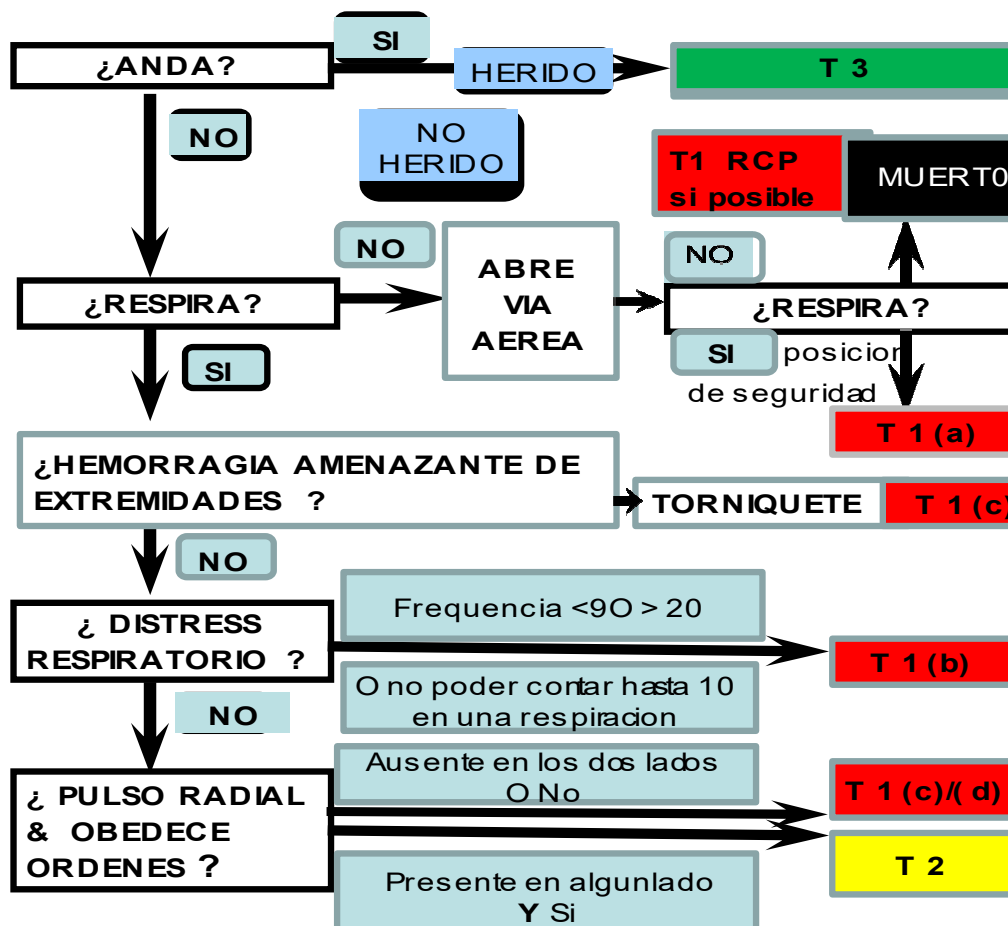 SI
¿ANDA?
HERIDO
T 3
NO
NO
HERIDO
T1 RCP
si posible
MUERTO
NO
ABRE
VIA
AEREA
NO
¿RESPIRA?
¿RESPIRA?
SI
SI posicion
de seguridad
T 1 (a)
¿HEMORRAGIA AMENAZANTE DE
EXTREMIDADES ?
TORNIQUETE
T 1 (c)
NO
Frequencia <9O > 20
¿ DISTRESS
RESPIRATORIO ?
T 1 (b)
O no poder contar hasta 10
en una respiracion
NO
Ausente en los dos lados
O No
T 1 (c)/( d)
¿ PULSO RADIAL
& OBEDECE
ORDENES ?
T 2
Presente en algunlado
Y Si